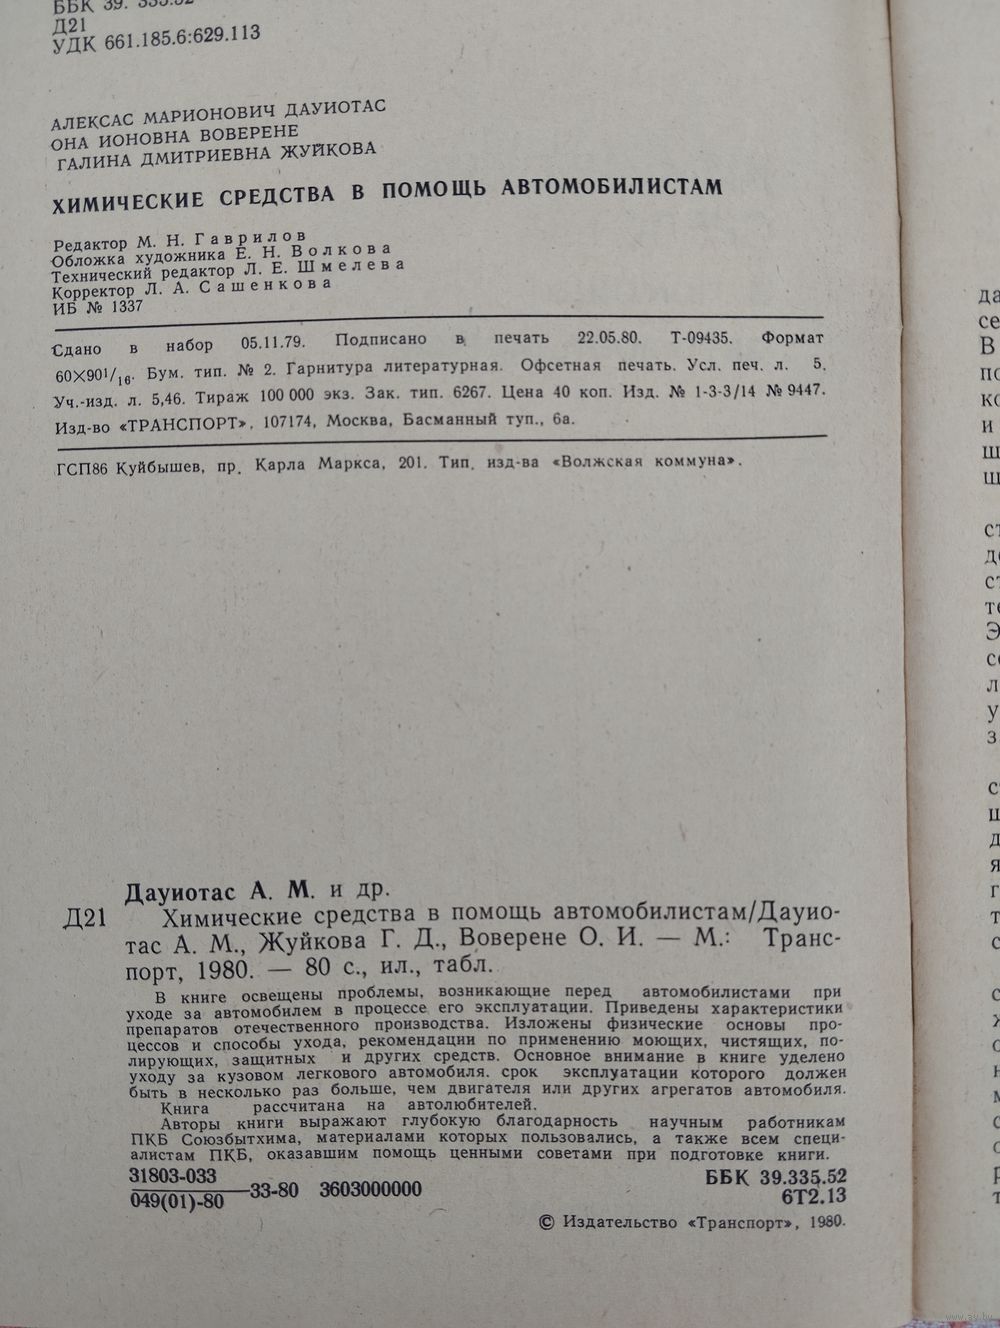 ББК 39. 335.52
Д21
УДК 661.185.6:629.113
АЛЕКСАС МАРИОНОВИЧ ДАУИОТАС
ОНА ИОНОВНА ВОВЕРЕНЕ
ГАЛИНА ДМИТРИЕВНА ЖУЙКОВА
ХИМИЧЕСКИЕ СРЕДСТВА В ПОМОЩЬ АВТОМОБИЛИСТАМ
Редактор М. Н. Гаврилов
Обложка художника Е. Н. Волкова
Технический редактор Л. Е. Шмелева
Корректор Л. А. Сашенкова
ИБ № 1337
Сдано в набор 05.11.79. Подписано в печать 22.05.80. Т-09435. Формат
60×90¹/₁₆. Бум. тип. № 2. Гарнитура литературная. Офсетная печать. Усл. печ. л. 5.
Уч.-изд. л. 5,46. Тираж 100 000 экз. Зак. тип. 6267. Цена 40 коп. Изд. № 1-3-3/14 № 9447.
Изд-во «ТРАНСПОРТ», 107174, Москва, Басманный туп., 6а.
ГСП86 Куйбышев, пр. Карла Маркса, 201. Тип. изд-ва «Волжская коммуна».
Дауиотас А. М. и др.
Д21 Химические средства в помощь автомобилистам/Дауио-
тас А. М., Жуйкова Г. Д., Воверене О. И. — М.: Транс-
порт, 1980. — 80 с., ил., табл.
В книге освещены проблемы, возникающие перед автомобилистами при
уходе за автомобилем в процессе его эксплуатации. Приведены характеристики
препаратов отечественного производства. Изложены физические основы про-
цессов и способы ухода, рекомендации по применению моющих, чистящих, по-
лирующих, защитных и других средств. Основное внимание в книге уделено
уходу за кузовом легкового автомобиля. срок эксплуатации которого должен
быть в несколько раз больше, чем двигателя или других агрегатов автомобиля.
Книга рассчитана на автолюбителей.
Авторы книги выражают глубокую благодарность научным работникам
ПКБ Союзбытхима, материалами которых пользовались, а также всем специ-
алистам ПКБ, оказавшим помощь ценными советами при подготовке книги.
31803-033
049(01)-80 —33-80 3603000000
ББК 39.335.52
6Т2.13
© Издательство «Транспорт», 1980.
www.ay.by